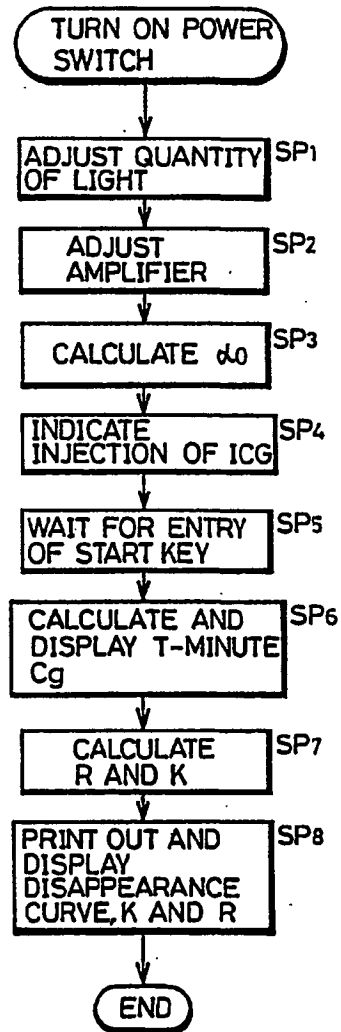 TURN ON POWER
SWITCH
ADJUST QUANTITY
OF LIGHT
SP1
ADJUST
AMPLIFIER
SP2
CALCULATE α0
SP3
INDICATE
INJECTION OF ICG
SP4
WAIT FOR ENTRY
OF START KEY
SP5
CALCULATE AND
DISPLAY T-MINUTE
Cg
SP6
CALCULATE
R AND K
SP7
PRINT OUT AND
DISPLAY
DISAPPEARANCE
CURVE, K AND R
SP8
END